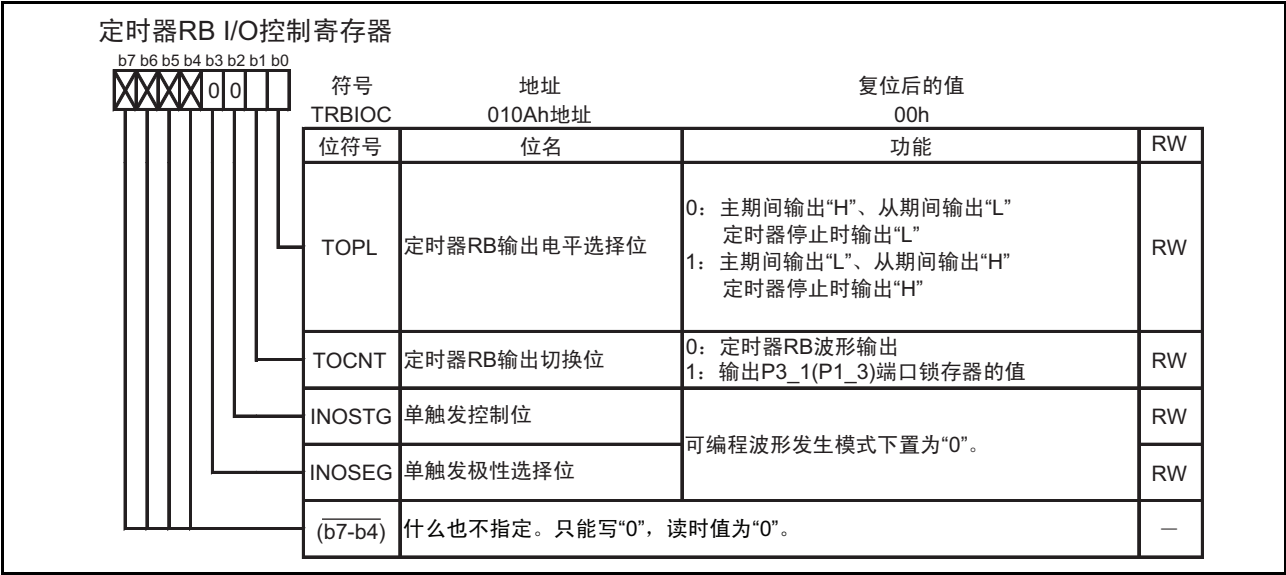 定时器RB I/O控制寄存器
b7 b6 b5 b4 b3 b2 b1 b0
0 0
符号 地址 复位后的值
TRBIOC 010Ah地址 00h
位符号 位名 功能 RW
TOPL 定时器RB输出电平选择位 RW
0：主期间输出“H”、从期间输出“L”
定时器停止时输出“L”
1：主期间输出“L”、从期间输出“H”
定时器停止时输出“H”
TOCNT 定时器RB输出切换位 RW
0：定时器RB波形输出
1：输出P3_1(P1_3)端口锁存器的值
INOSTG 单触发控制位 RW
可编程波形发生模式下置为“0”。
INOSEG 单触发极性选择位 RW
(b7-b4) 什么也不指定。只能写“0”，读时值为“0”。 —